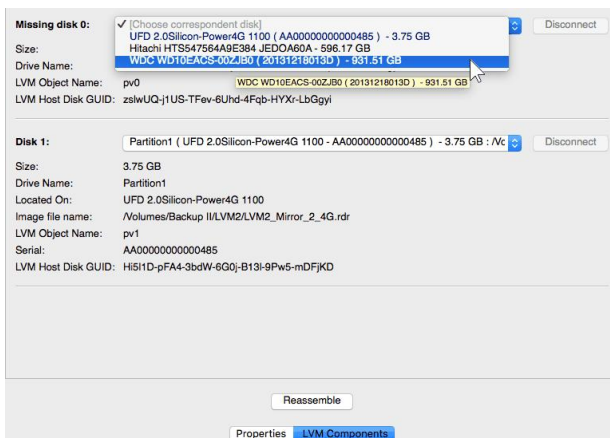 Missing disk 0: ✓ [Choose correspondent disk] Disconnect
UFD 2.0Silicon-Power4G 1100 ( AA00000000000485 ) - 3.75 GB
Size: Hitachi HTS547564A9E384 JEDOA60A - 596.17 GB
Drive Name: WDC WD10EACS-00ZJB0 ( 20131218013D ) - 931.51 GB
LVM Object Name: pv0 WDC WD10EACS-00ZJB0 ( 20131218013D ) - 931.51 GB
LVM Host Disk GUID: zslwUQ-j1US-TFev-6Uhd-4Fqb-HYXr-LbGgyi
Disk 1: Partition1 ( UFD 2.0Silicon-Power4G 1100 - AA00000000000485 ) - 3.75 GB : /Vc Disconnect
Size: 3.75 GB
Drive Name: Partition1
Located On: UFD 2.0Silicon-Power4G 1100
Image file name: /Volumes/Backup II/LVM2/LVM2_Mirror_2_4G.rdr
LVM Object Name: pv1
Serial: AA00000000000485
LVM Host Disk GUID: Hi5I1D-pFA4-3bdW-6G0j-B13l-9Pw5-mDFjKD
Reassemble
Properties LVM Components